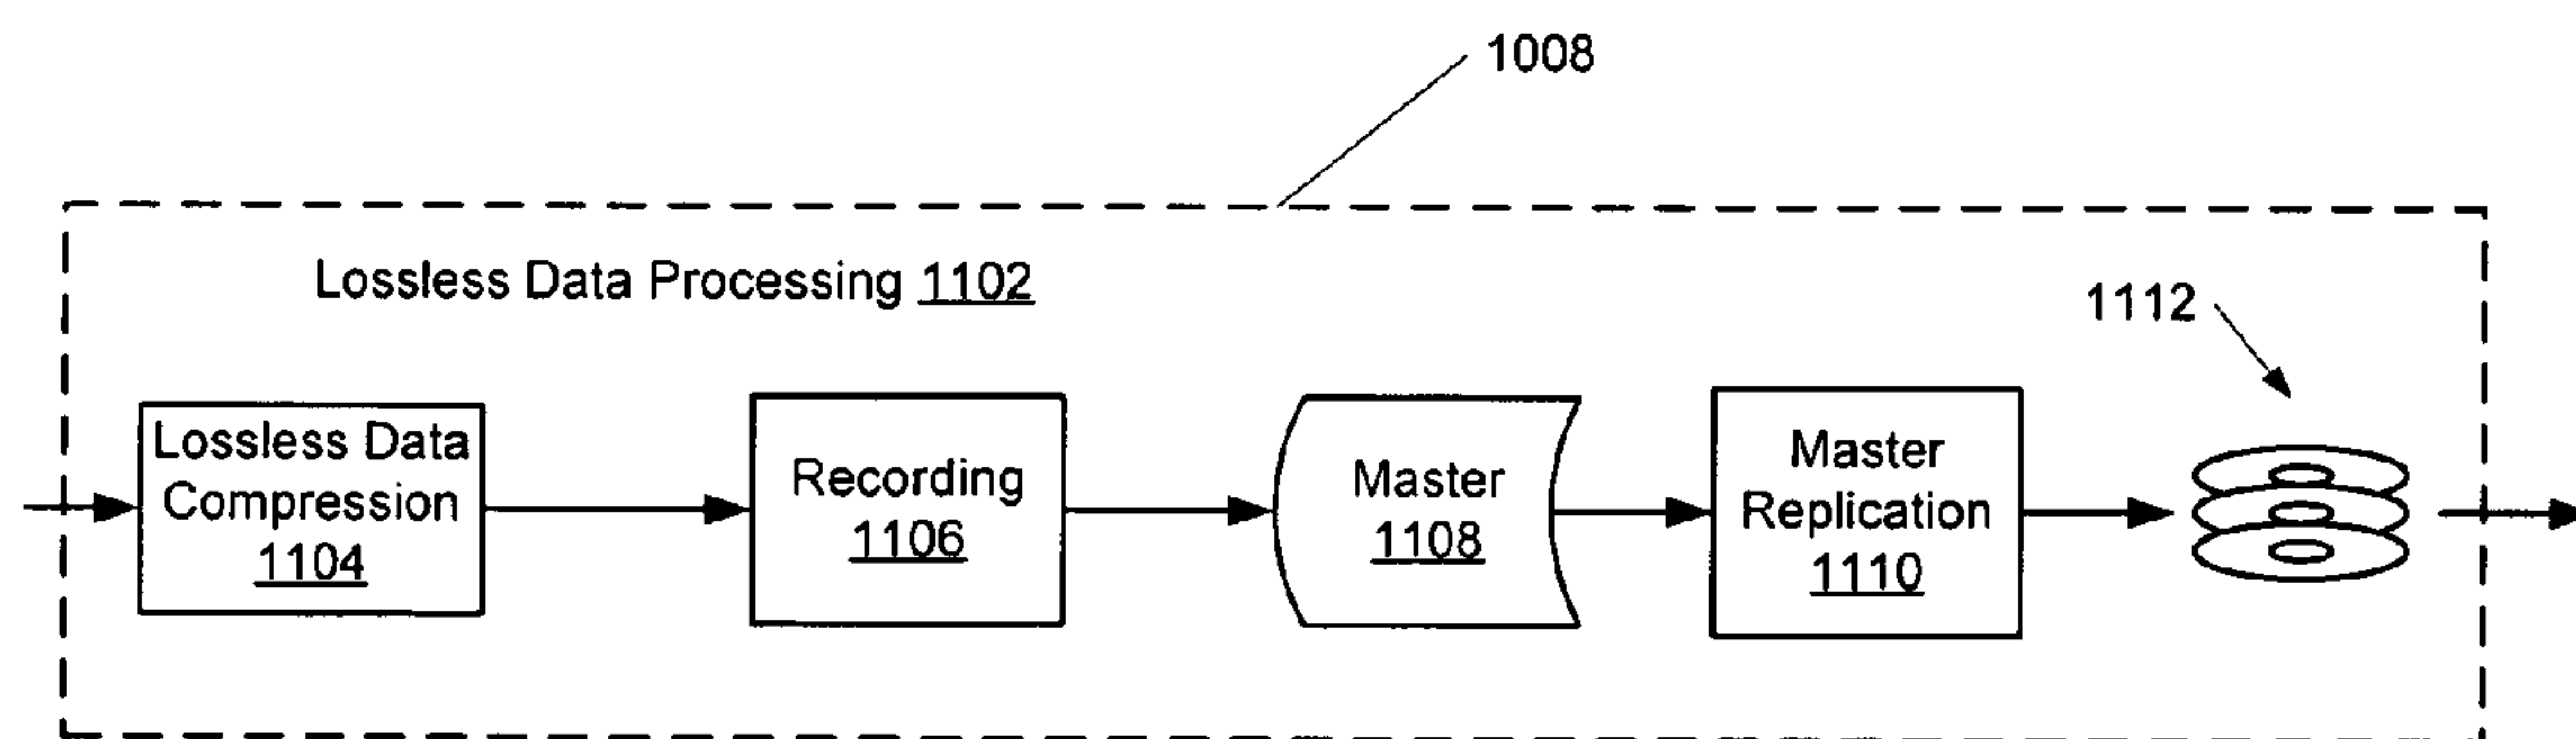 1008
Lossless Data Processing 1102
1112
Lossless Data
Compression
1104
Recording
1106
Master
1108
Master
Replication
1110